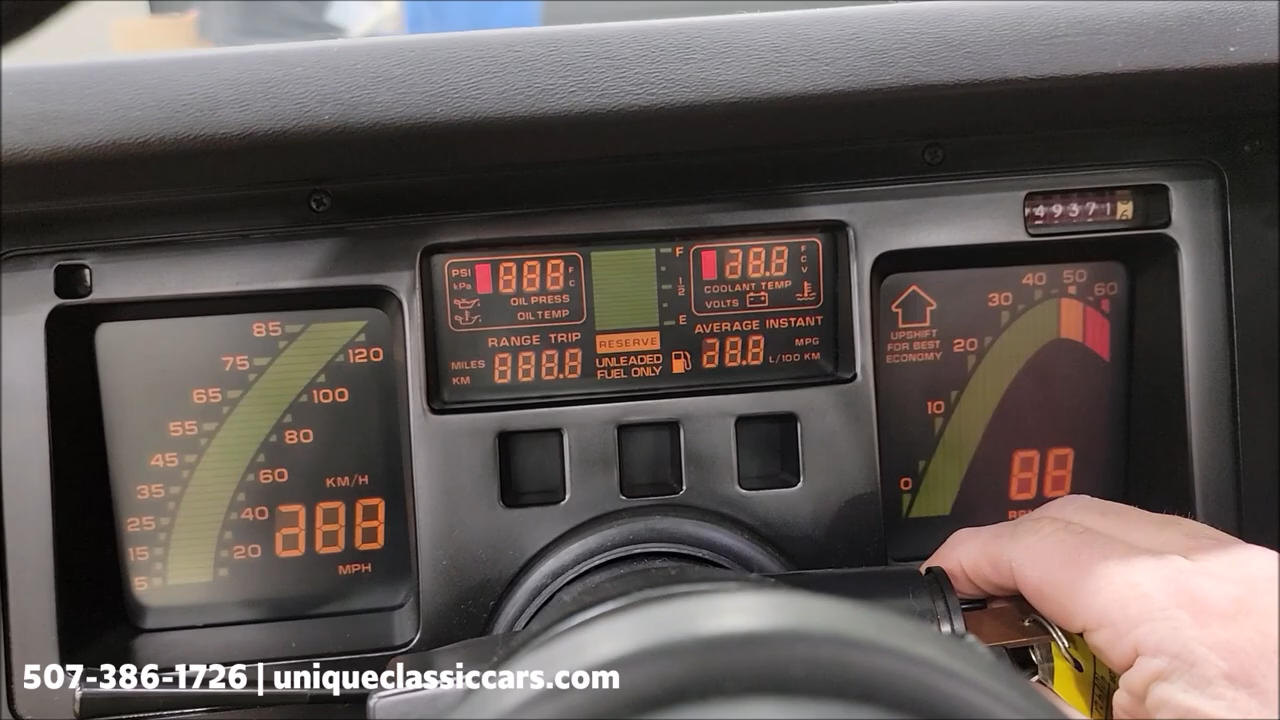 49371 6
PSI 888 F
kPa C
OIL PRESS
OIL TEMP
F
1/2
E
RESERVE
UNLEADED
FUEL ONLY
RANGE TRIP
MILES 888.8
KM
38.8 F
C
V
COOLANT TEMP
VOLTS
AVERAGE INSTANT
38.8 MPG
L/100 KM
85
75
65
55
45
35
25
15
5
120
100
80
60
40
20
KM/H
288
MPH
UPSHIFT
FOR BEST
ECONOMY
0
10
20
30
40
50
60
88
507-386-1726 | uniqueclassiccars.com